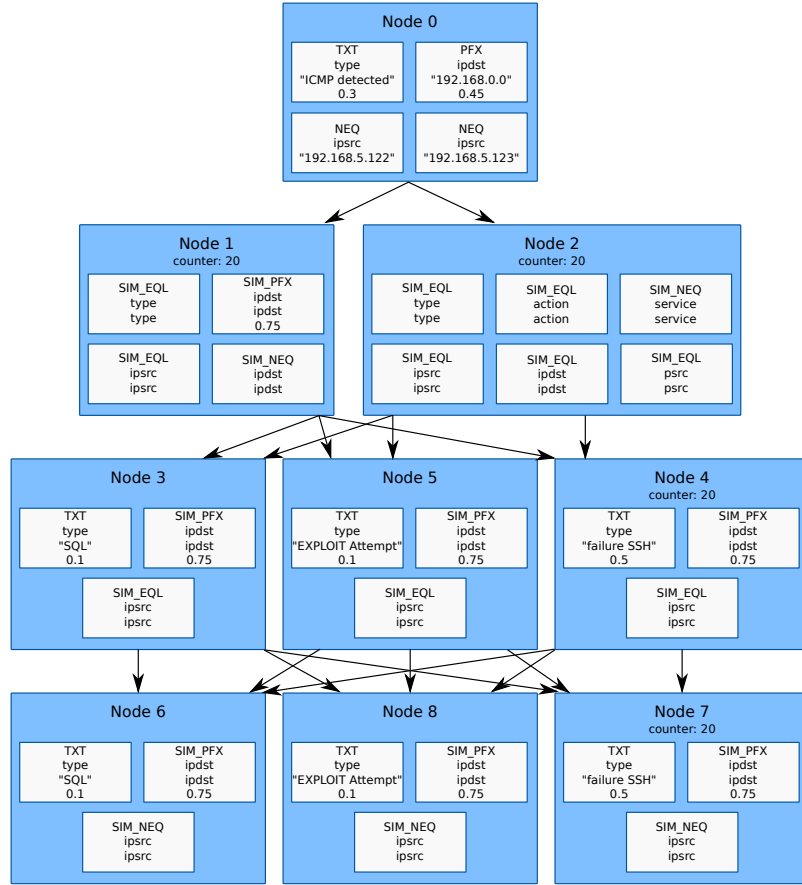 Node 0
TXT
type
"ICMP detected"
0.3
PFX
ipdst
"192.168.0.0"
0.45
NEQ
ipsrc
"192.168.5.122"
NEQ
ipsrc
"192.168.5.123"
Node 1
counter: 20
SIM_EQL
type
type
SIM_PFX
ipdst
ipdst
0.75
SIM_EQL
ipsrc
ipsrc
SIM_NEQ
ipdst
ipdst
Node 2
counter: 20
SIM_EQL
type
type
SIM_EQL
action
action
SIM_NEQ
service
service
SIM_EQL
ipsrc
ipsrc
SIM_EQL
ipdst
ipdst
SIM_EQL
psrc
psrc
Node 3
TXT
type
"SQL"
0.1
SIM_PFX
ipdst
ipdst
0.75
SIM_EQL
ipsrc
ipsrc
Node 5
TXT
type
"EXPLOIT Attempt"
0.1
SIM_PFX
ipdst
ipdst
0.75
SIM_EQL
ipsrc
ipsrc
Node 4
counter: 20
TXT
type
"failure SSH"
0.5
SIM_PFX
ipdst
ipdst
0.75
SIM_EQL
ipsrc
ipsrc
Node 6
TXT
type
"SQL"
0.1
SIM_PFX
ipdst
ipdst
0.75
SIM_NEQ
ipsrc
ipsrc
Node 8
TXT
type
"EXPLOIT Attempt"
0.1
SIM_PFX
ipdst
ipdst
0.75
SIM_NEQ
ipsrc
ipsrc
Node 7
counter: 20
TXT
type
"failure SSH"
0.5
SIM_PFX
ipdst
ipdst
0.75
SIM_NEQ
ipsrc
ipsrc